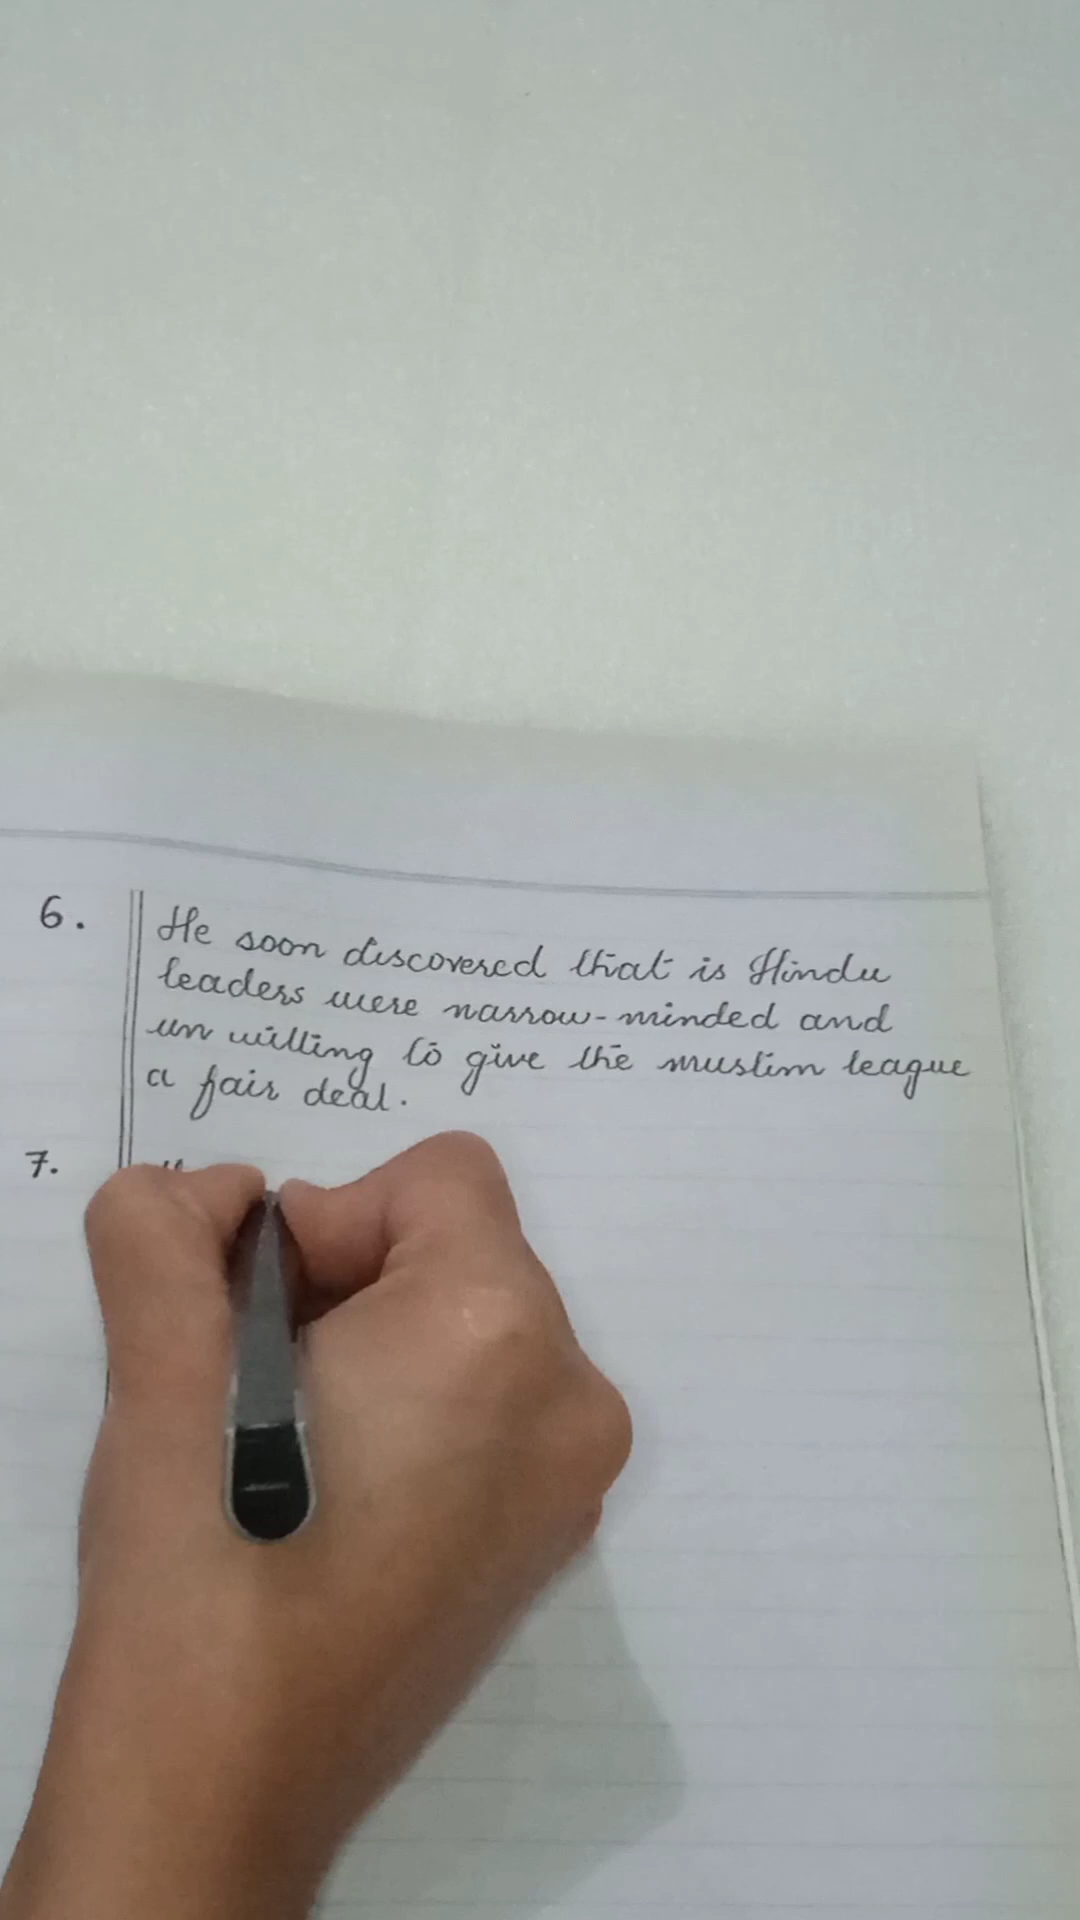 6. He soon discovered that is Hindu
leaders were narrow-minded and
un willing to give the muslim league
a fair deal.
7.